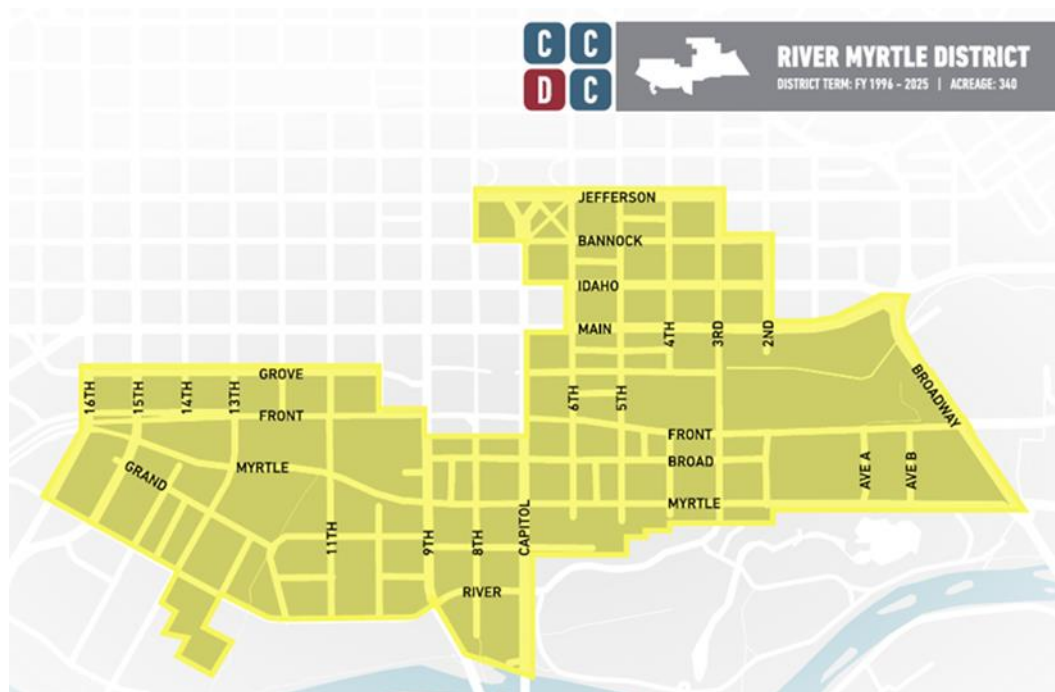 C C
D C
RIVER MYRTLE DISTRICT
DISTRICT TERM: FY 1996 - 2025 | ACREAGE: 340
JEFFERSON
BANNOCK
IDAHO
MAIN
4TH
3RD
2ND
GROVE
16TH
15TH
14TH
13TH
6TH
5TH
BROADWAY
FRONT
FRONT
BROAD
MYRTLE
GRAND
AVE A
AVE B
MYRTLE
11TH
9TH
8TH
CAPITOL
RIVER